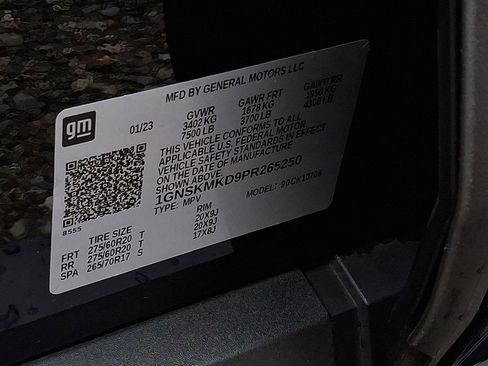 MFD BY GENERAL MOTORS LLC
gm
01/23
GVWR GAWR FRT GAWR RR
3402 KG 1678 KG 1950 KG
7500 LB 3700 LB 4300 LB
THIS VEHICLE CONFORMS TO ALL
APPLICABLE U.S. FEDERAL MOTOR
VEHICLE SAFETY STANDARDS IN EFFECT
ON THE DATE OF MANUFACTURE
SHOWN ABOVE.
1GNSKMKD9PR265250
TYPE: MPV MODEL: 90CK10706
8555
TIRE SIZE RIM
FRT 275/60R20 T 20X9J
RR 275/60R20 T 20X9J
SPA 265/70R17 S 17X8J